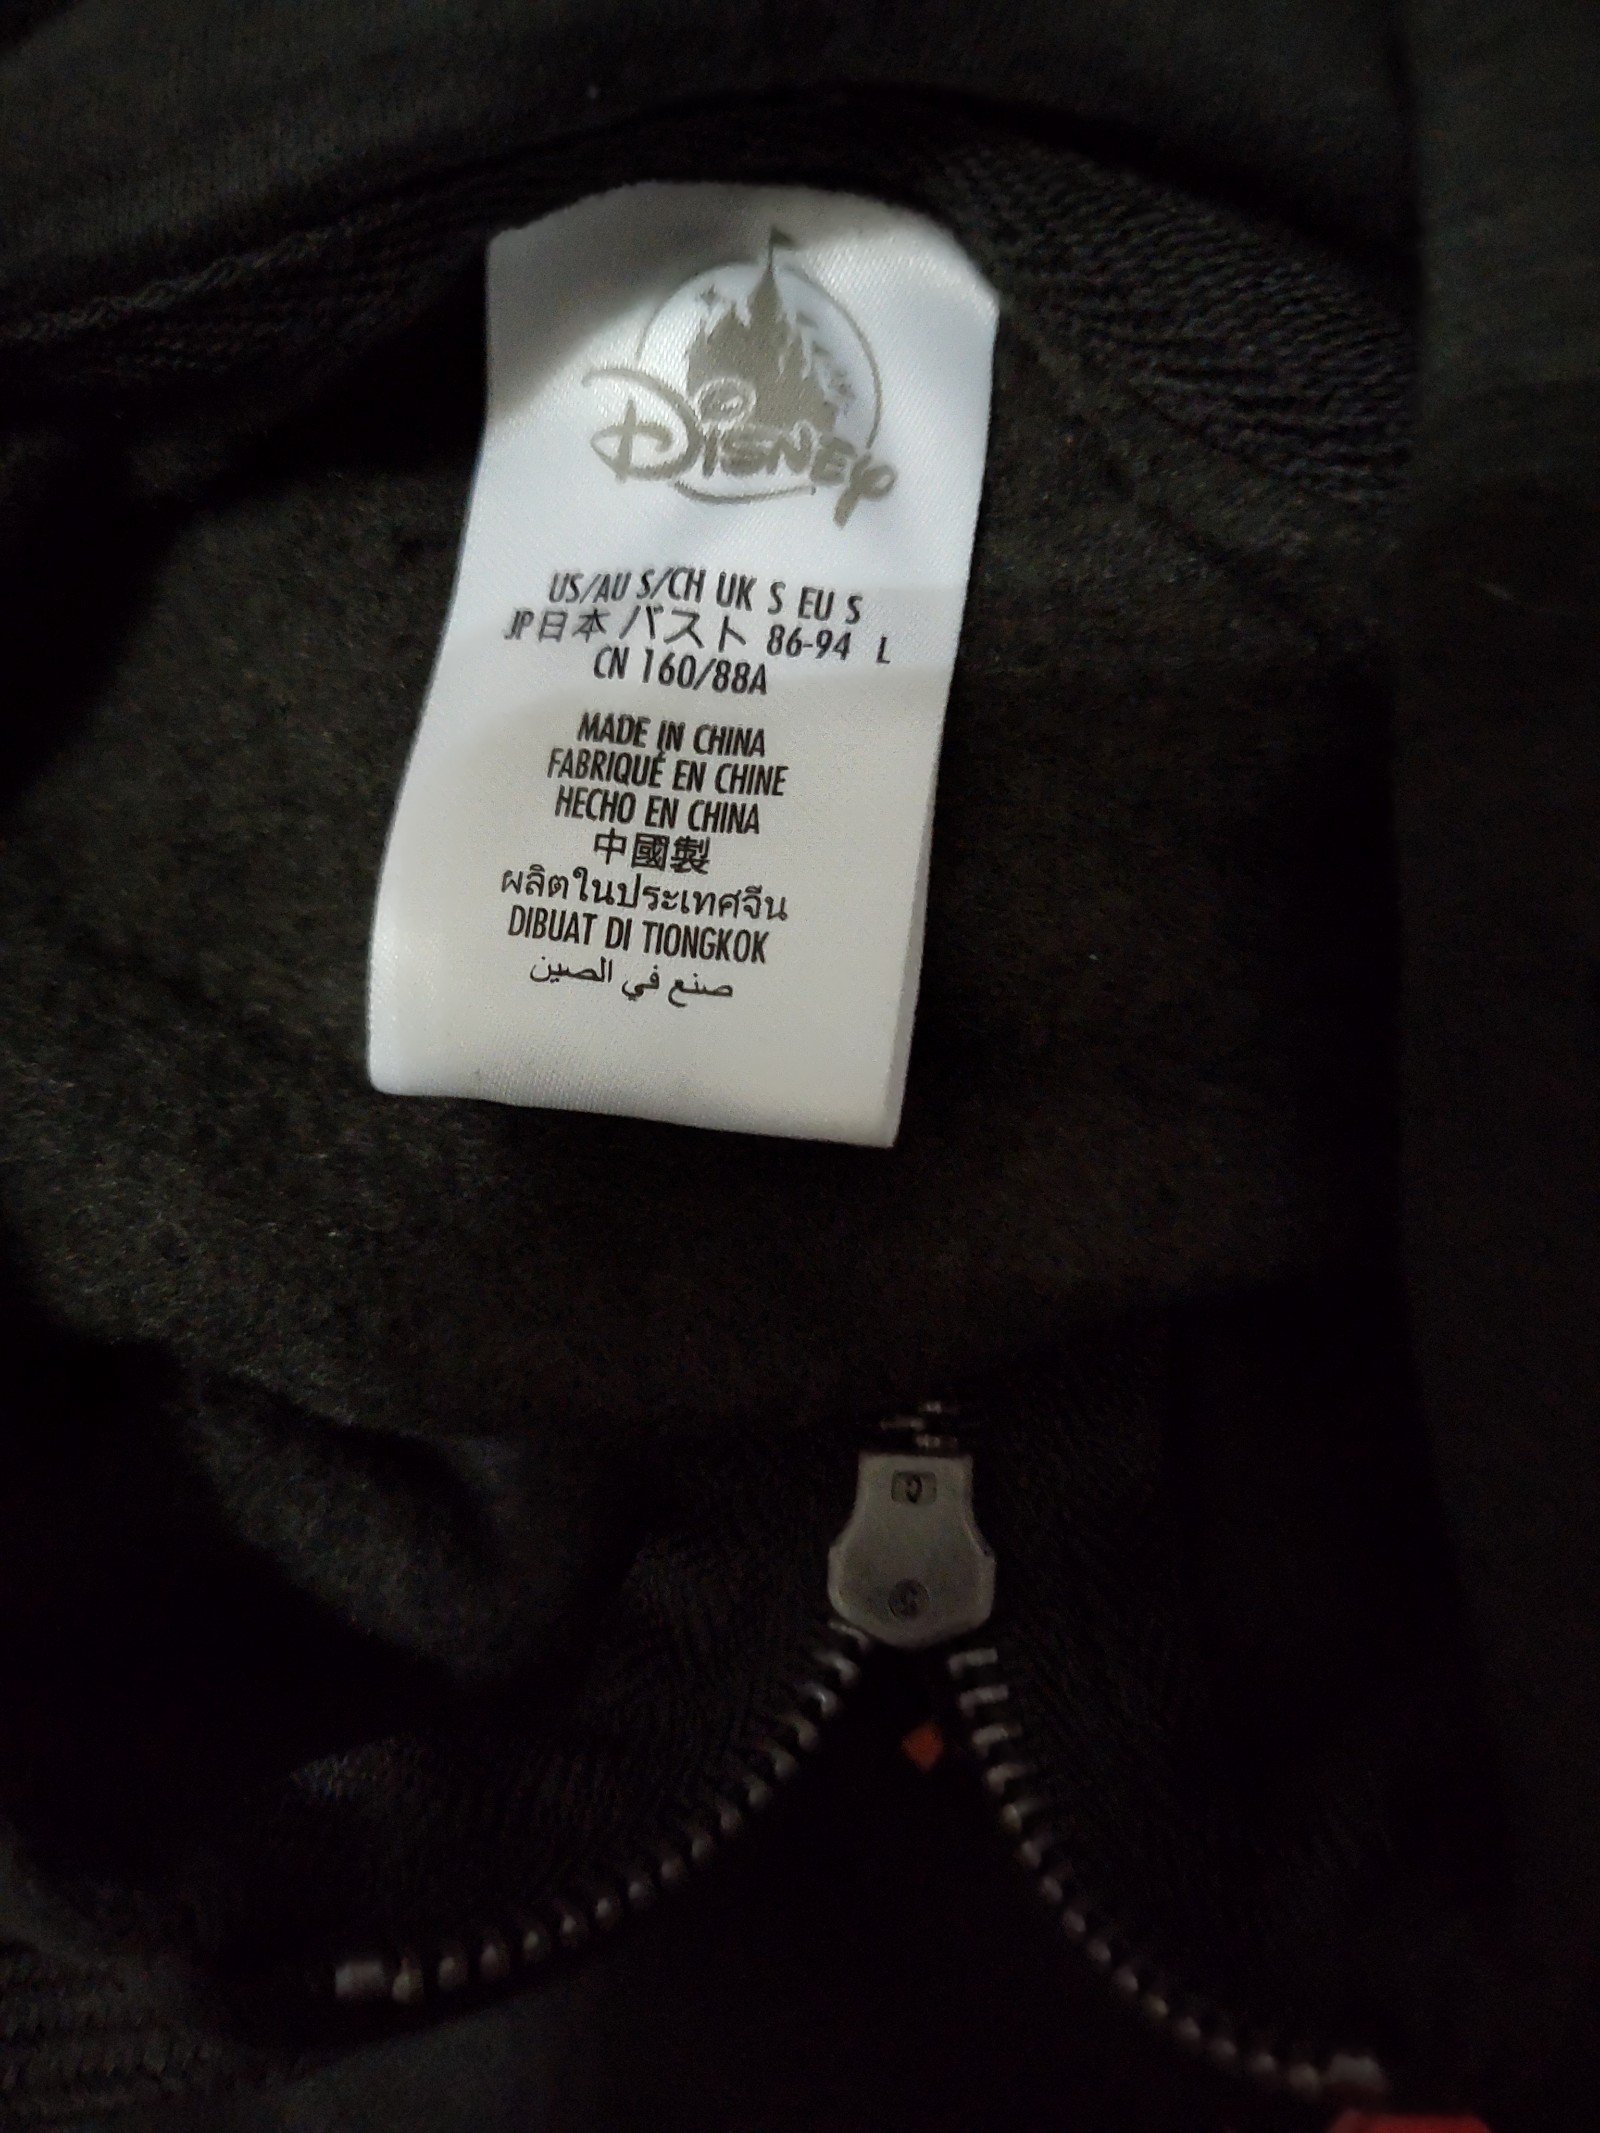 Disney
US/AU S/CH UK S EU S
JP日本 バスト 86-94 L
CN 160/88A
MADE IN CHINA
FABRIQUÉ EN CHINE
HECHO EN CHINA
中國製
ผลิตในประเทศจีน
DIBUAT DI TIONGKOK
صنع في الصين